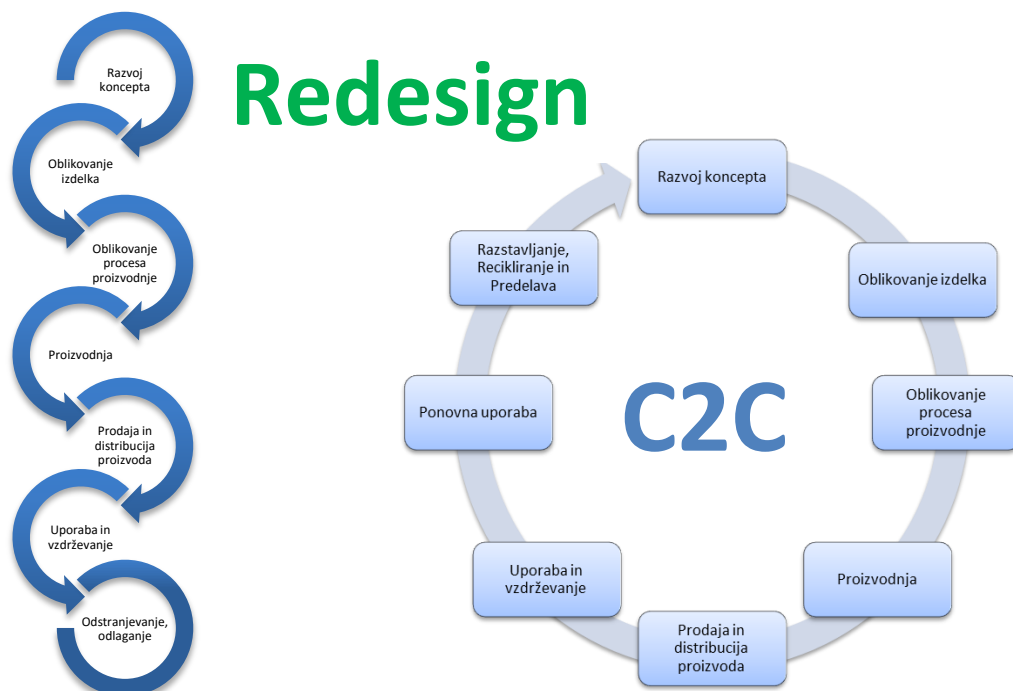 Razvoj
koncepta
Oblikovanje
izdelka
Oblikovanje
procesa
proizvodnje
Proizvodnja
Prodaja in
distribucija
proizvoda
Uporaba in
vzdrževanje
Odstranjevanje,
odlaganje
Redesign
Razvoj koncepta
Oblikovanje izdelka
Oblikovanje
procesa
proizvodnje
Proizvodnja
Prodaja in
distribucija
proizvoda
Uporaba in
vzdrževanje
Ponovna uporaba
Razstavljanje,
Recikliranje in
Predelava
C2C